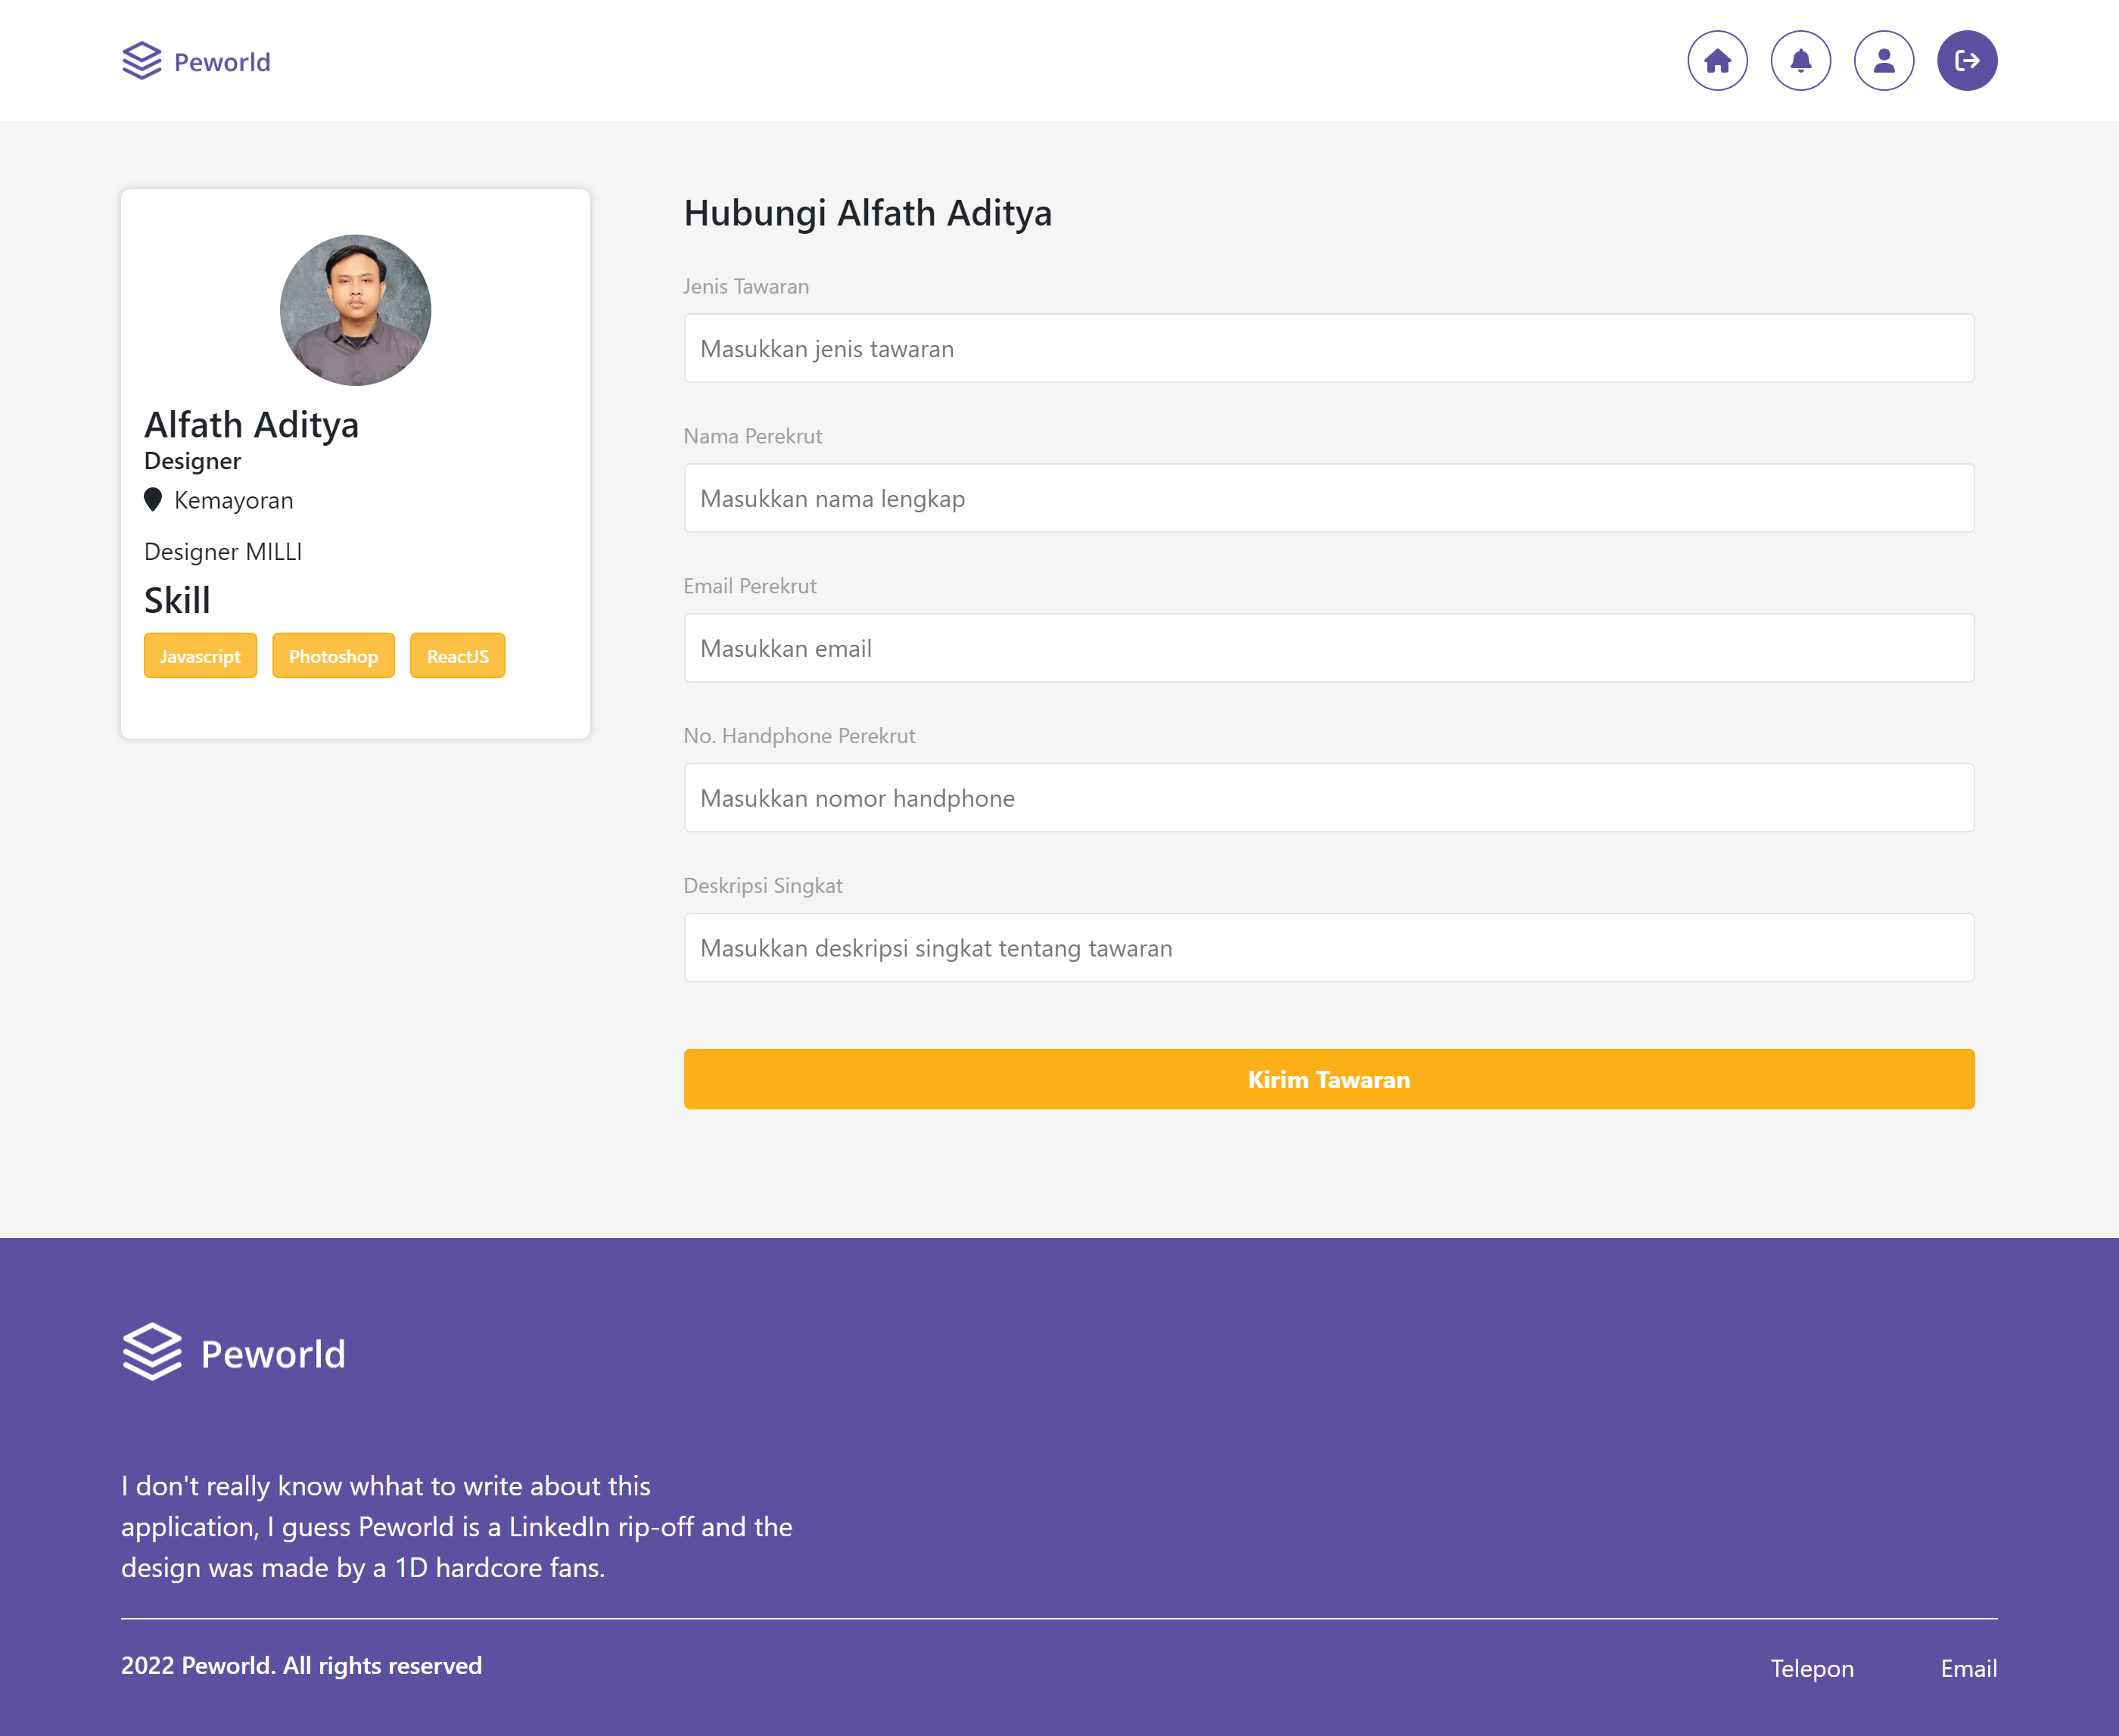 Peworld
Alfath Aditya
Designer
Kemayoran
Designer MILLI
Skill
Javascript Photoshop ReactJS
Hubungi Alfath Aditya
Jenis Tawaran
Masukkan jenis tawaran
Nama Perekrut
Masukkan nama lengkap
Email Perekrut
Masukkan email
No. Handphone Perekrut
Masukkan nomor handphone
Deskripsi Singkat
Masukkan deskripsi singkat tentang tawaran
Kirim Tawaran
Peworld
I don't really know whhat to write about this
application, I guess Peworld is a LinkedIn rip-off and the
design was made by a 1D hardcore fans.
2022 Peworld. All rights reserved
Telepon Email